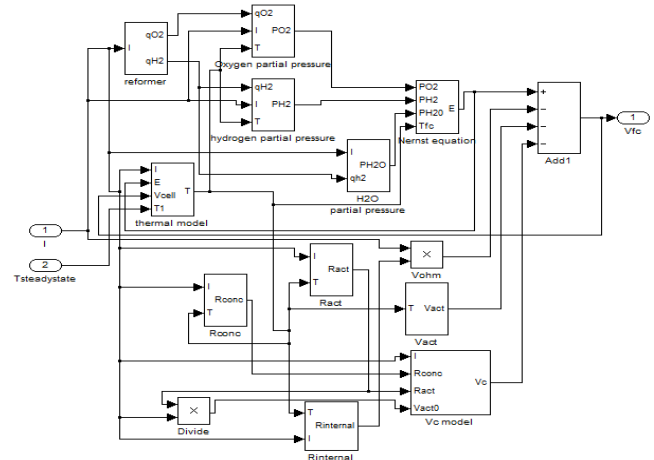 qO2
I
qH2
reformer
qO2
I
PO2
T
Oxygen partial pressure
qH2
I
PH2
T
hydrogen partial pressure
PO2
PH2
E
PH20
Tfc
Nernst equation
+
−
−
−
Add1
1
Vfc
I
PH2O
qh2
H2O
partial pressure
I
E
T
Vcell
T1
thermal model
1
I
2
Tsteadystate
I
Ract
T
Ract
×
Vohm
I
Rconc
T
Rconc
T
Vact
Vact
I
Rconc
Vc
Ract
Vact0
Vc model
×
Divide
T
Rinternal
I
Rinternal